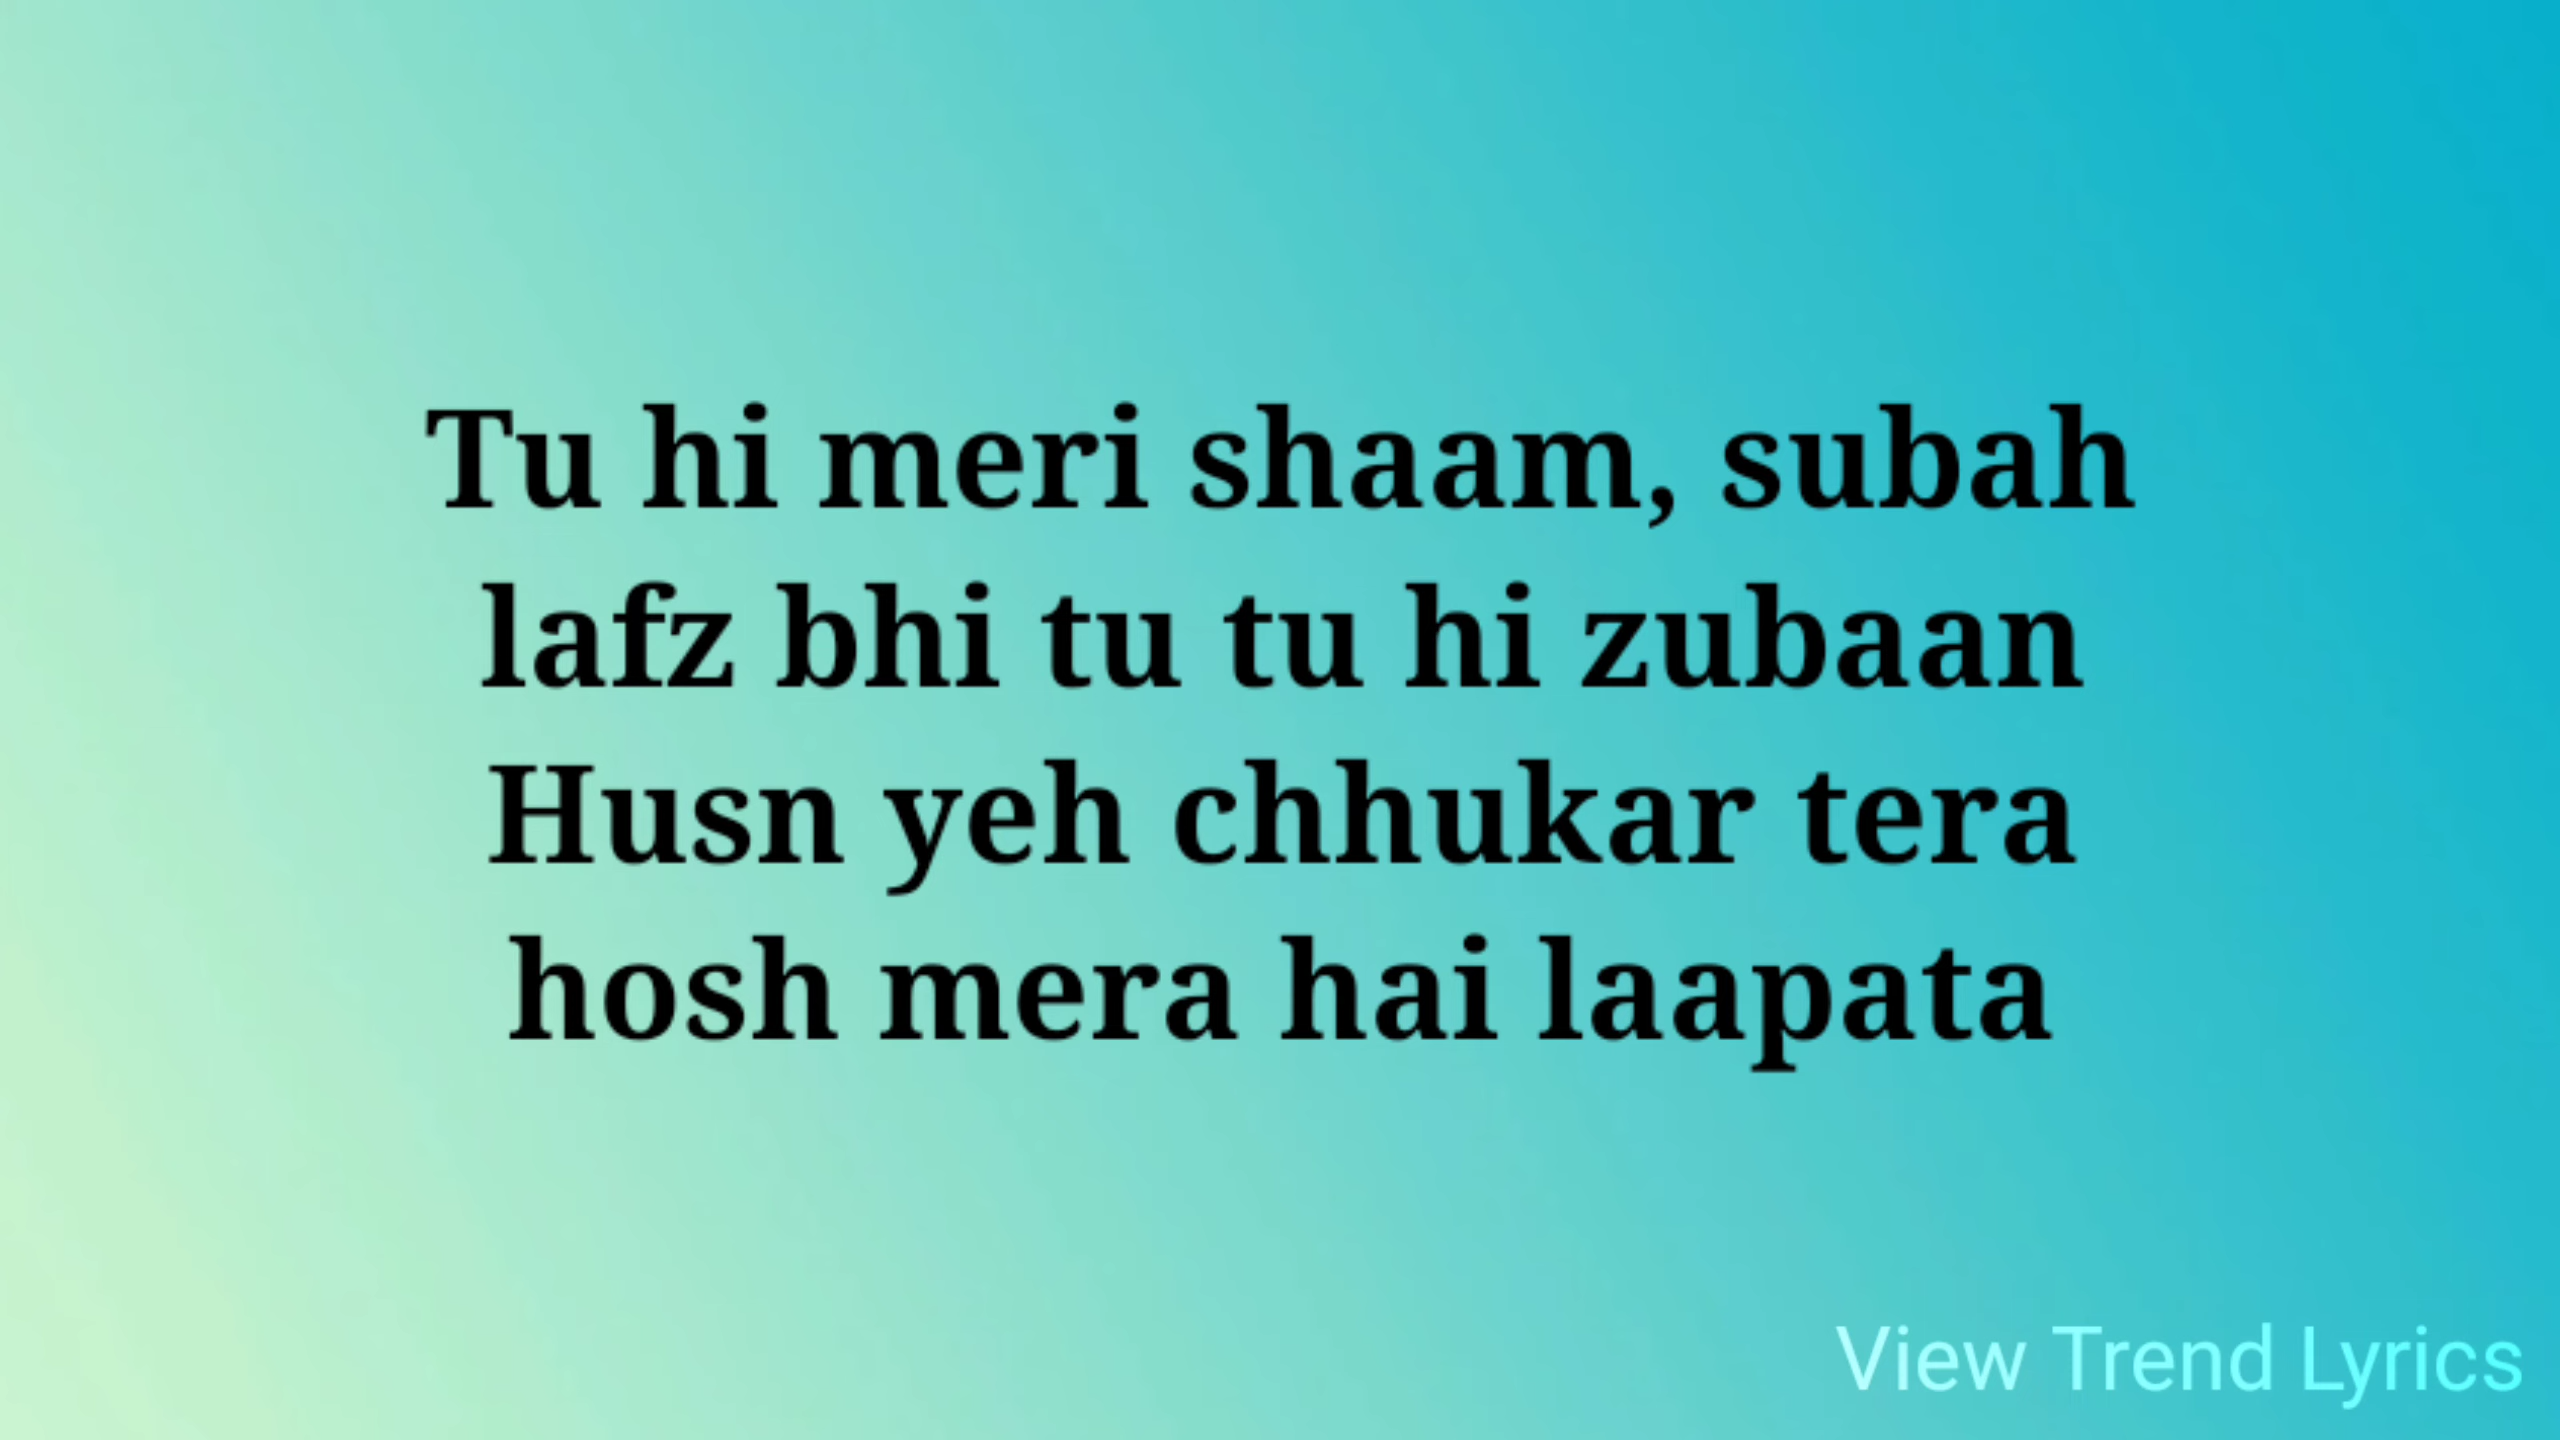 Tu hi meri shaam, subah
lafz bhi tu tu hi zubaan
Husn yeh chhukar tera
hosh mera hai laapata
View Trend Lyrics